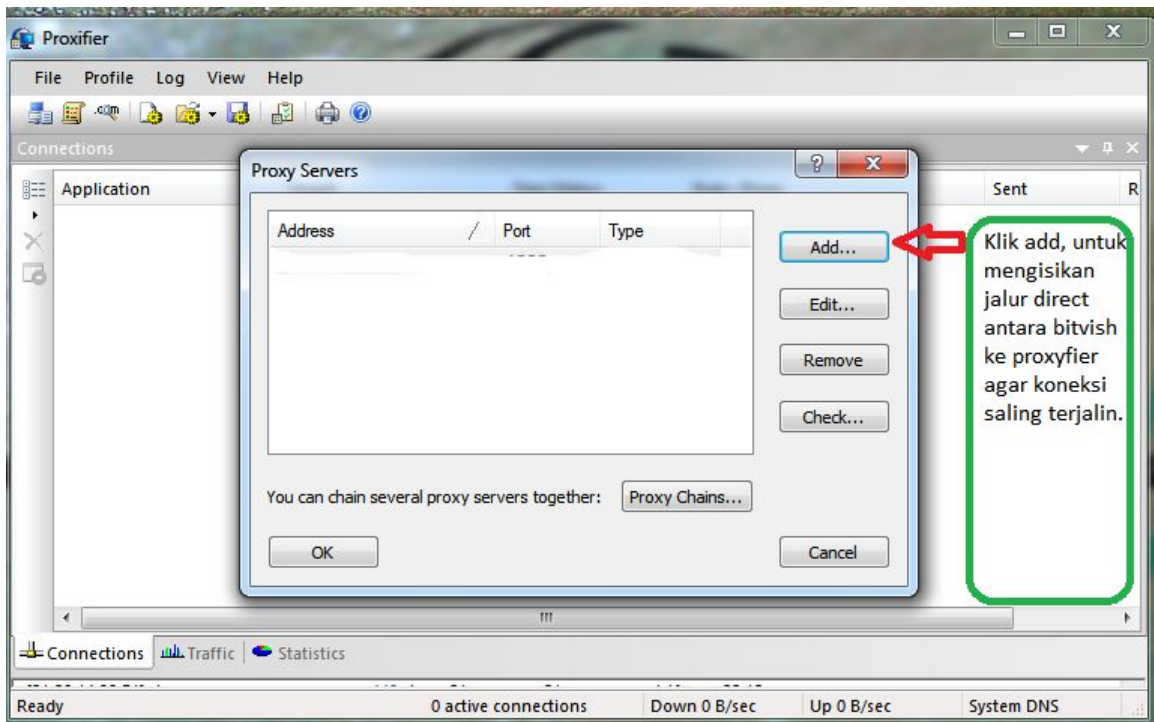 Proxifier
File Profile Log View Help
Connections
Application
Sent R
Proxy Servers
Address / Port Type
Add...
Edit...
Remove
Check...
You can chain several proxy servers together: Proxy Chains...
OK Cancel
Klik add, untuk
mengisikan
jalur direct
antara bitvish
ke proxyfier
agar koneksi
saling terjalin.
Connections Traffic Statistics
Ready 0 active connections Down 0 B/sec Up 0 B/sec System DNS